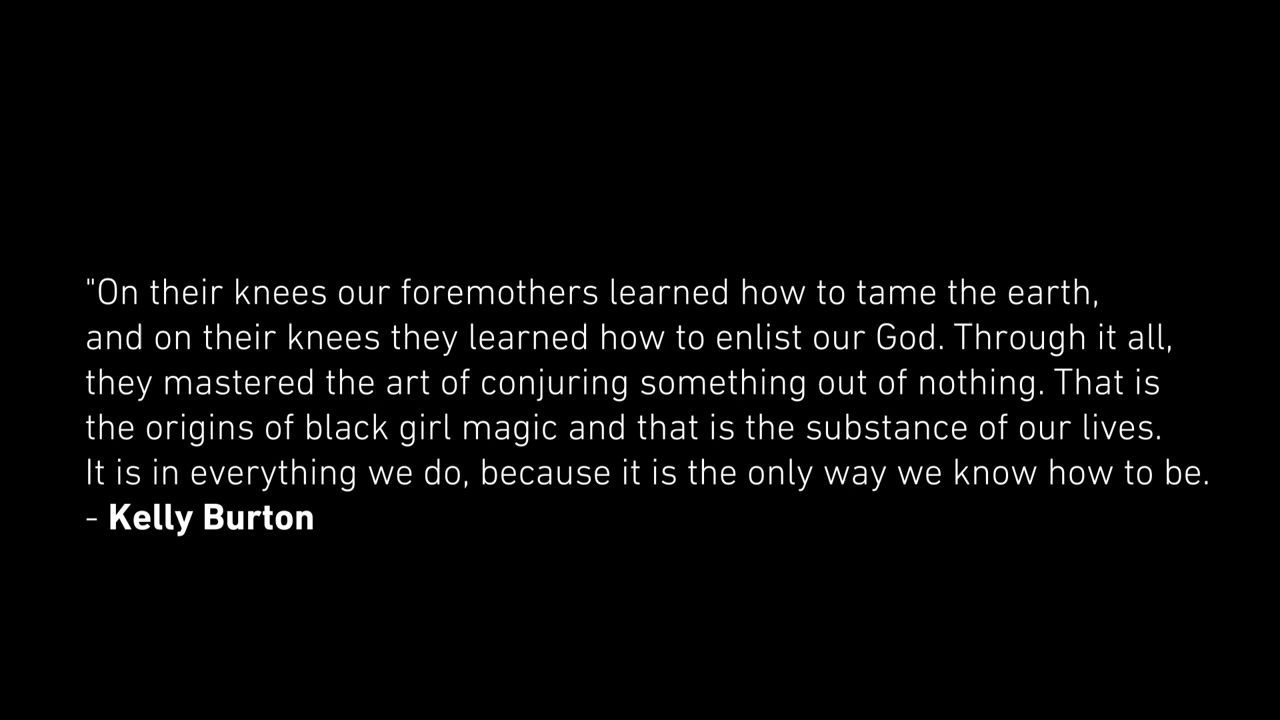 "On their knees our foremothers learned how to tame the earth,
and on their knees they learned how to enlist our God. Through it all,
they mastered the art of conjuring something out of nothing. That is
the origins of black girl magic and that is the substance of our lives.
It is in everything we do, because it is the only way we know how to be.
- Kelly Burton